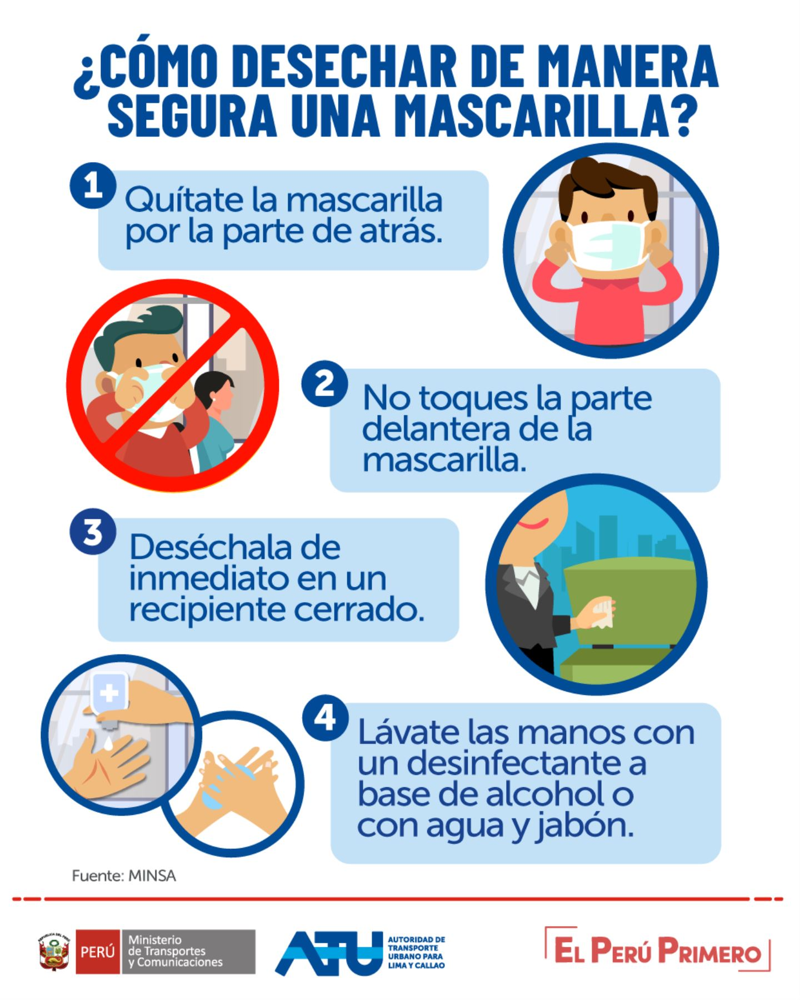 ¿CÓMO DESECHAR DE MANERA
SEGURA UNA MASCARILLA?
1
Quítate la mascarilla
por la parte de atrás.
2
No toques la parte
delantera de la
mascarilla.
3
Deséchala de
inmediato en un
recipiente cerrado.
4
Lávate las manos con
un desinfectante a
base de alcohol o
con agua y jabón.
Fuente: MINSA
REPUBLICA DEL PERÚ
PERÚ
Ministerio
de Transportes
y Comunicaciones
ATU
AUTORIDAD DE
TRANSPORTE
URBANO PARA
LIMA Y CALLAO
EL PERÚ PRIMERO